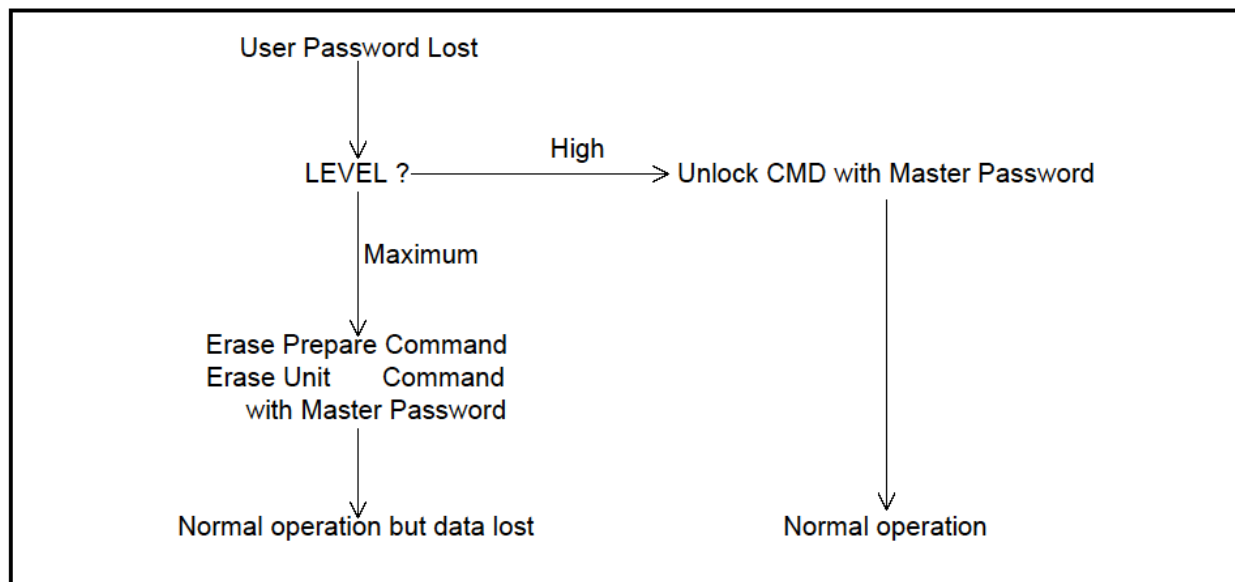 User Password Lost
LEVEL ?
High
Unlock CMD with Master Password
Maximum
Erase Prepare Command
Erase Unit Command
with Master Password
Normal operation but data lost
Normal operation